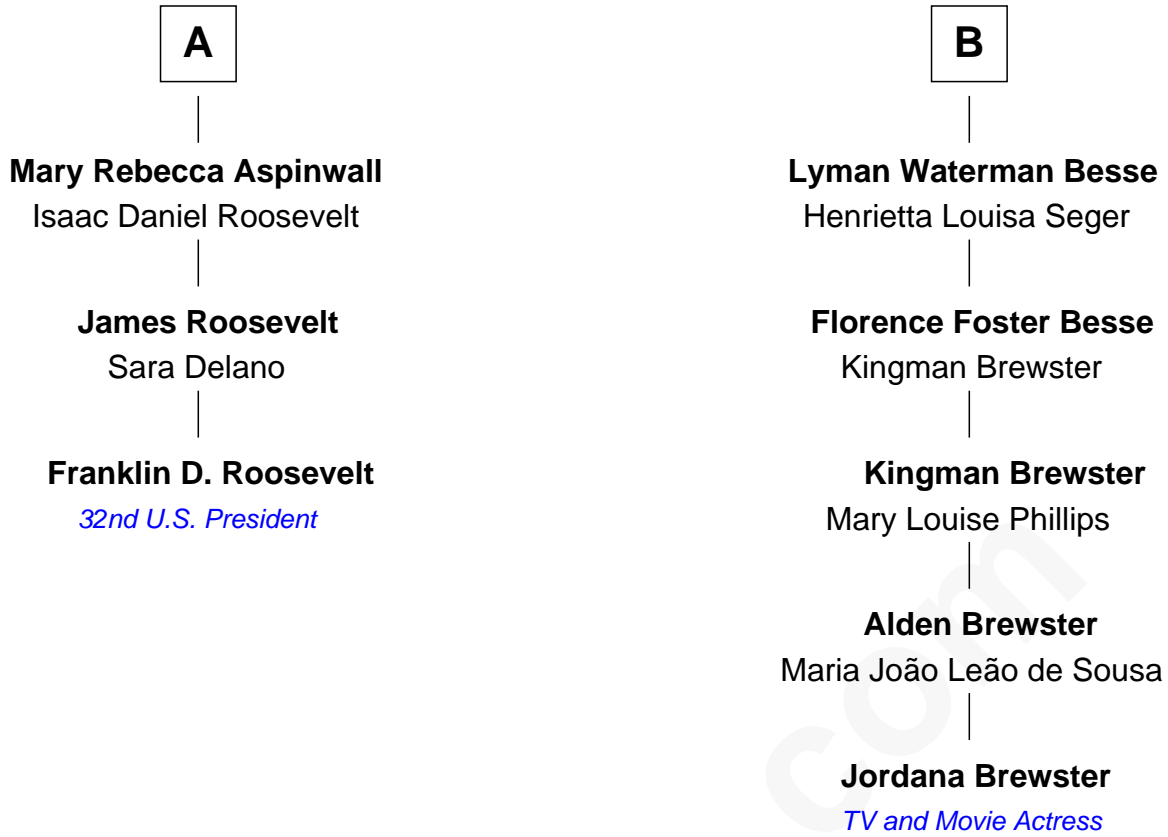 A
Mary Rebecca Aspinwall
Isaac Daniel Roosevelt
James Roosevelt
Sara Delano
Franklin D. Roosevelt
32nd U.S. President
B
Lyman Waterman Besse
Henrietta Louisa Seger
Florence Foster Besse
Kingman Brewster
Kingman Brewster
Mary Louise Phillips
Alden Brewster
Maria João Leão de Sousa
Jordana Brewster
TV and Movie Actress
com